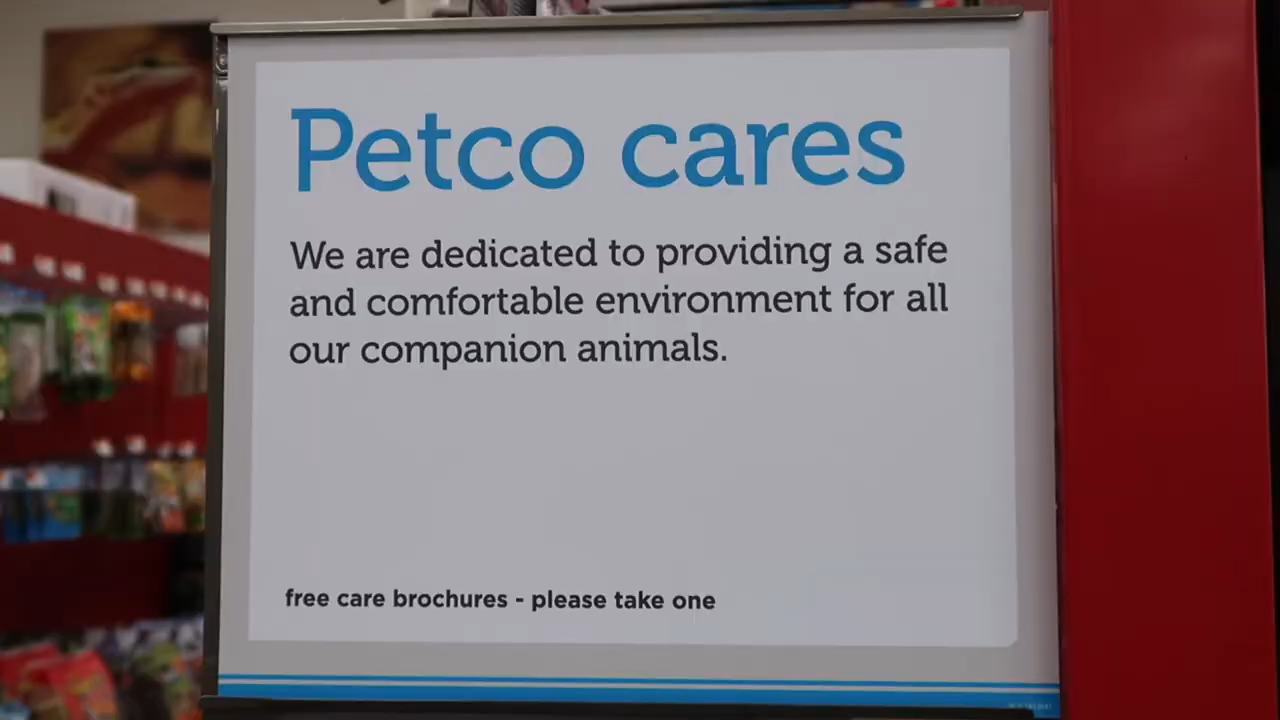 Petco cares
We are dedicated to providing a safe
and comfortable environment for all
our companion animals.
free care brochures - please take one